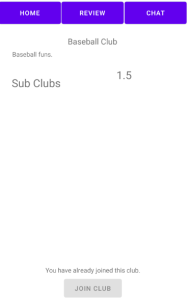 HOME REVIEW CHAT
Baseball Club
Baseball funs.
1.5
Sub Clubs
You have already joined this club.
JOIN CLUB